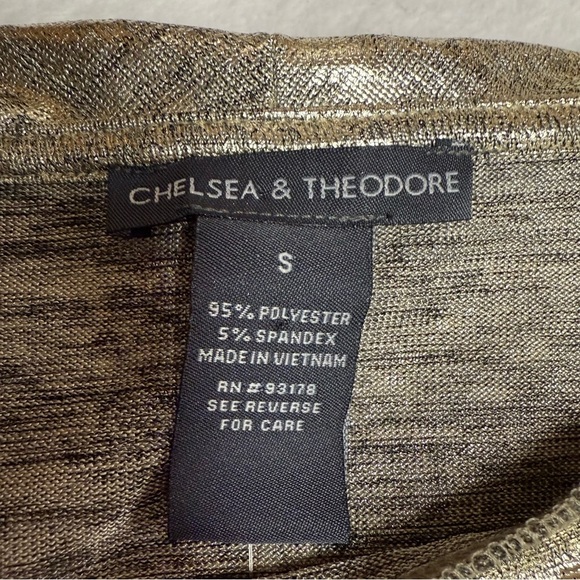 CHELSEA & THEODORE
S
95% POLYESTER
5% SPANDEX
MADE IN VIETNAM
RN # 93178
SEE REVERSE
FOR CARE